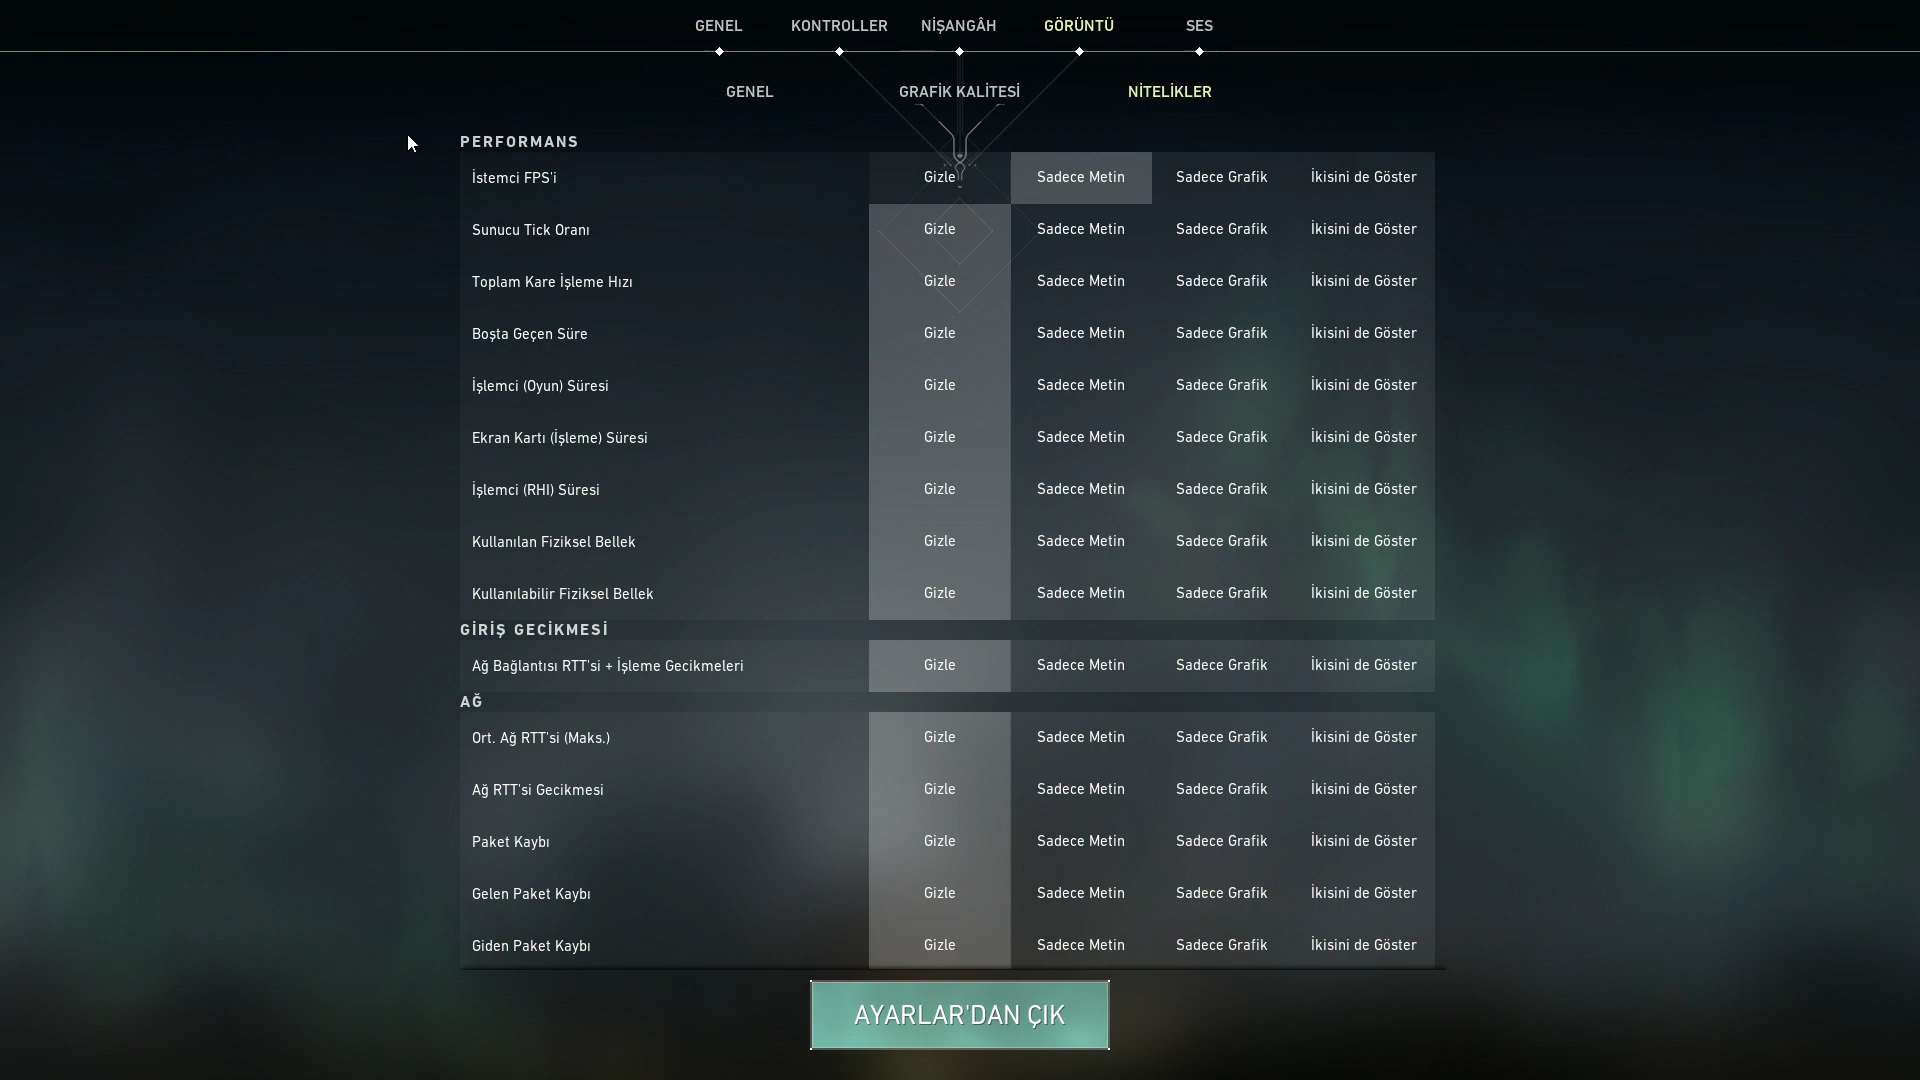 GENEL KONTROLLER NİŞANGÂH GÖRÜNTÜ SES
GENEL GRAFİK KALİTESİ NİTELİKLER
PERFORMANS
İstemci FPS'i Gizle Sadece Metin Sadece Grafik İkisini de Göster
Sunucu Tick Oranı Gizle Sadece Metin Sadece Grafik İkisini de Göster
Toplam Kare İşleme Hızı Gizle Sadece Metin Sadece Grafik İkisini de Göster
Boşta Geçen Süre Gizle Sadece Metin Sadece Grafik İkisini de Göster
İşlemci (Oyun) Süresi Gizle Sadece Metin Sadece Grafik İkisini de Göster
Ekran Kartı (İşleme) Süresi Gizle Sadece Metin Sadece Grafik İkisini de Göster
İşlemci (RHI) Süresi Gizle Sadece Metin Sadece Grafik İkisini de Göster
Kullanılan Fiziksel Bellek Gizle Sadece Metin Sadece Grafik İkisini de Göster
Kullanılabilir Fiziksel Bellek Gizle Sadece Metin Sadece Grafik İkisini de Göster
GİRİŞ GECİKMESİ
Ağ Bağlantısı RTT'si + İşleme Gecikmeleri Gizle Sadece Metin Sadece Grafik İkisini de Göster
AĞ
Ort. Ağ RTT'si (Maks.) Gizle Sadece Metin Sadece Grafik İkisini de Göster
Ağ RTT'si Gecikmesi Gizle Sadece Metin Sadece Grafik İkisini de Göster
Paket Kaybı Gizle Sadece Metin Sadece Grafik İkisini de Göster
Gelen Paket Kaybı Gizle Sadece Metin Sadece Grafik İkisini de Göster
Giden Paket Kaybı Gizle Sadece Metin Sadece Grafik İkisini de Göster
AYARLAR'DAN ÇIK